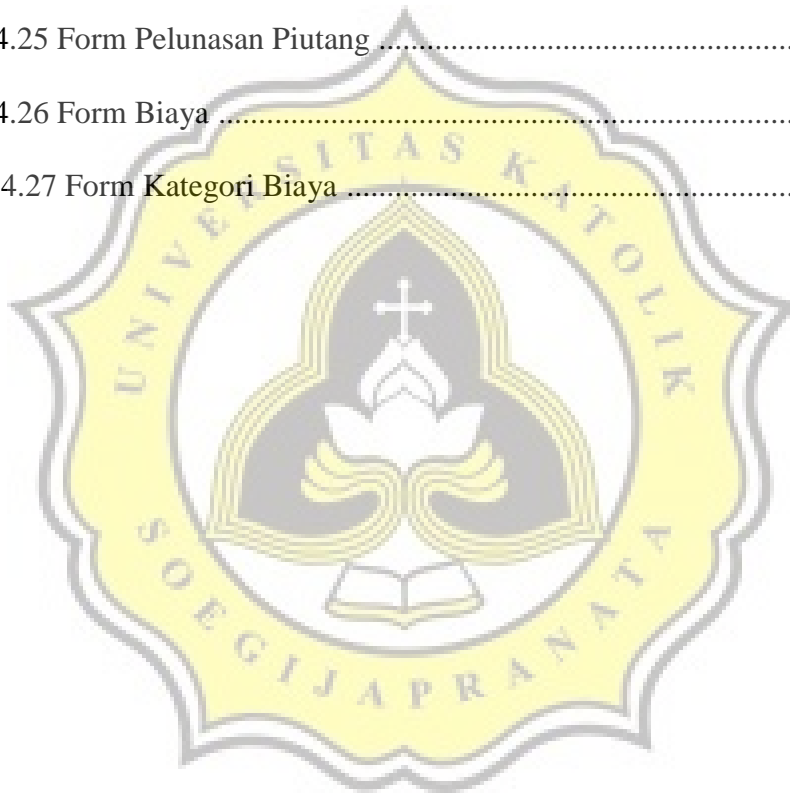 4.25 Form Pelunasan Piutang ........................................................
4.26 Form Biaya ................................................................................
4.27 Form Kategori Biaya ............................................................
UNIVERSITAS KATOLIK
SOEGIJAPRANATA